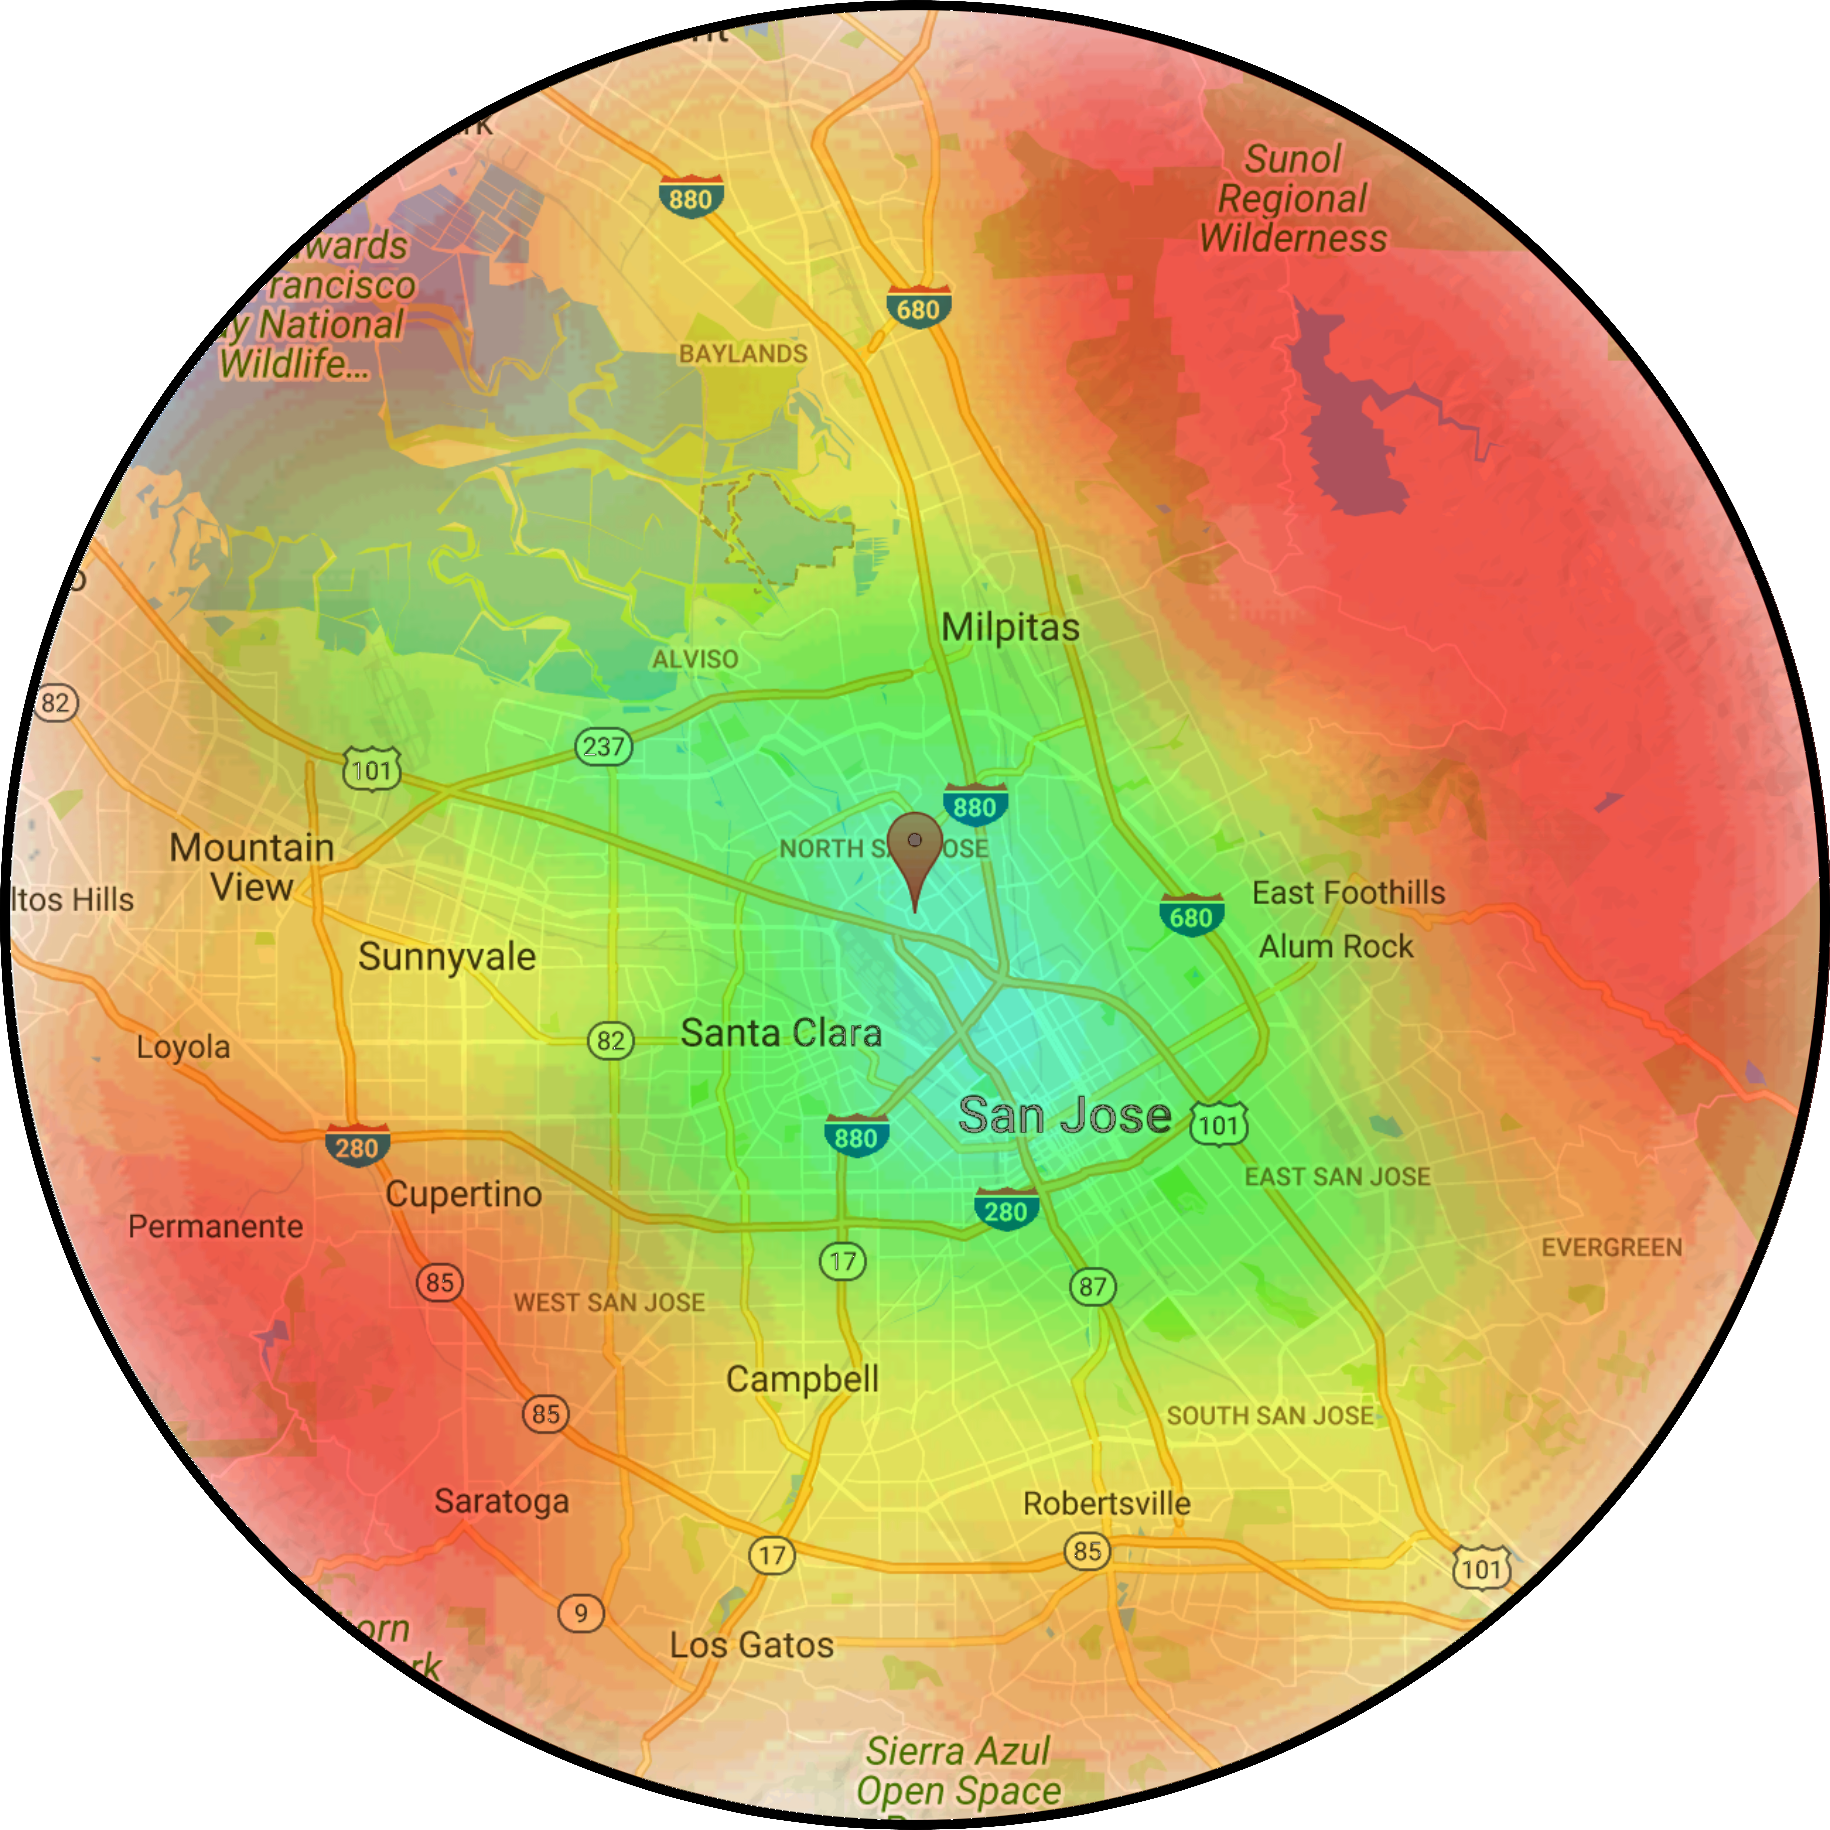 880
Sunol
Regional
Wilderness
wards
rancisco
y National
Wildlife...
680
BAYLANDS
Milpitas
ALVISO
82
237
101
880
Mountain
View
NORTH S
OSE
ltos Hills
680
East Foothills
Alum Rock
Sunnyvale
82
Santa Clara
Loyola
San Jose
101
880
280
Cupertino
EAST SAN JOSE
280
Permanente
EVERGREEN
17
85
87
WEST SAN JOSE
Campbell
85
SOUTH SAN JOSE
Saratoga
Robertsville
17
85
101
9
orn
rk
Los Gatos
Sierra Azul
Open Space